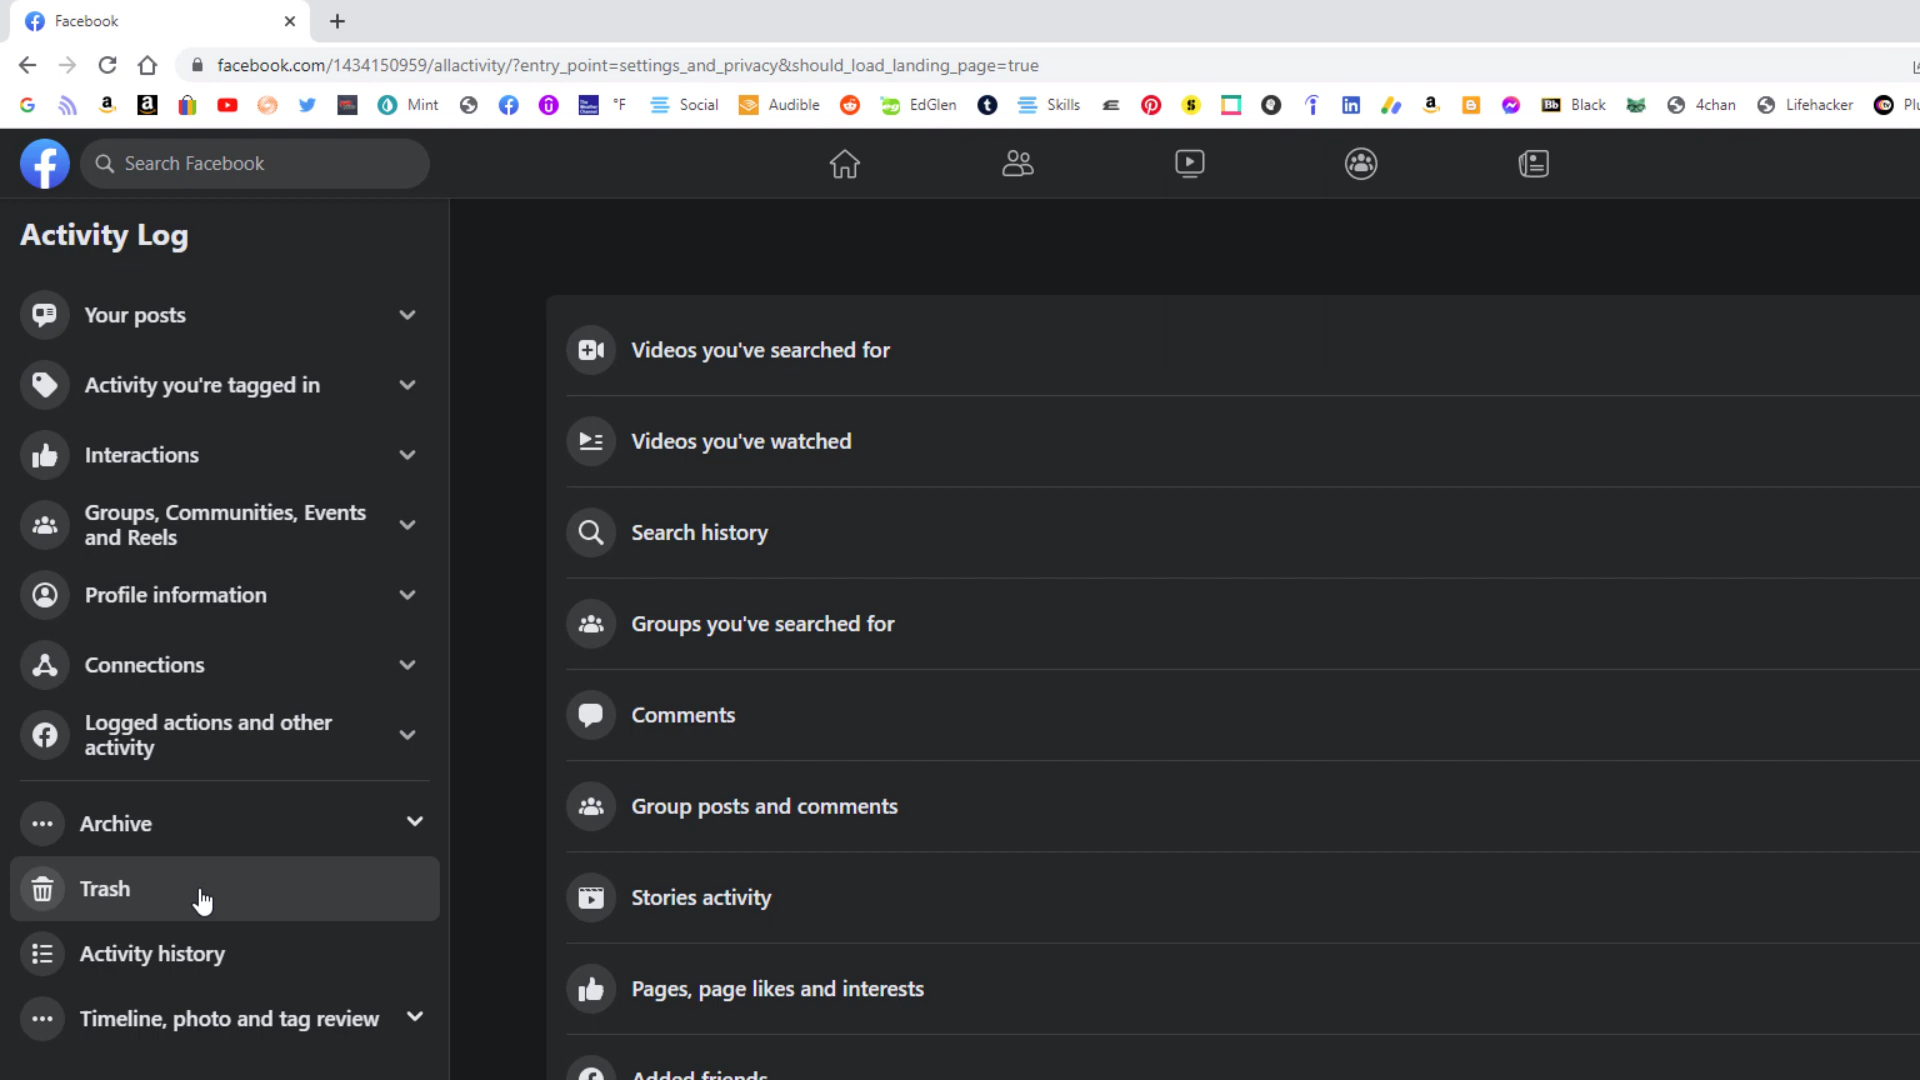 Facebook
facebook.com/1434150959/allactivity/?entry_point=settings_and_privacy&should_load_landing_page=true
Mint °F Social Audible EdGlen Skills Black 4chan Lifehacker
Search Facebook
Activity Log
Your posts
Activity you're tagged in
Interactions
Groups, Communities, Events
and Reels
Profile information
Connections
Logged actions and other
activity
Archive
Trash
Activity history
Timeline, photo and tag review
Videos you've searched for
Videos you've watched
Search history
Groups you've searched for
Comments
Group posts and comments
Stories activity
Pages, page likes and interests
Added friends